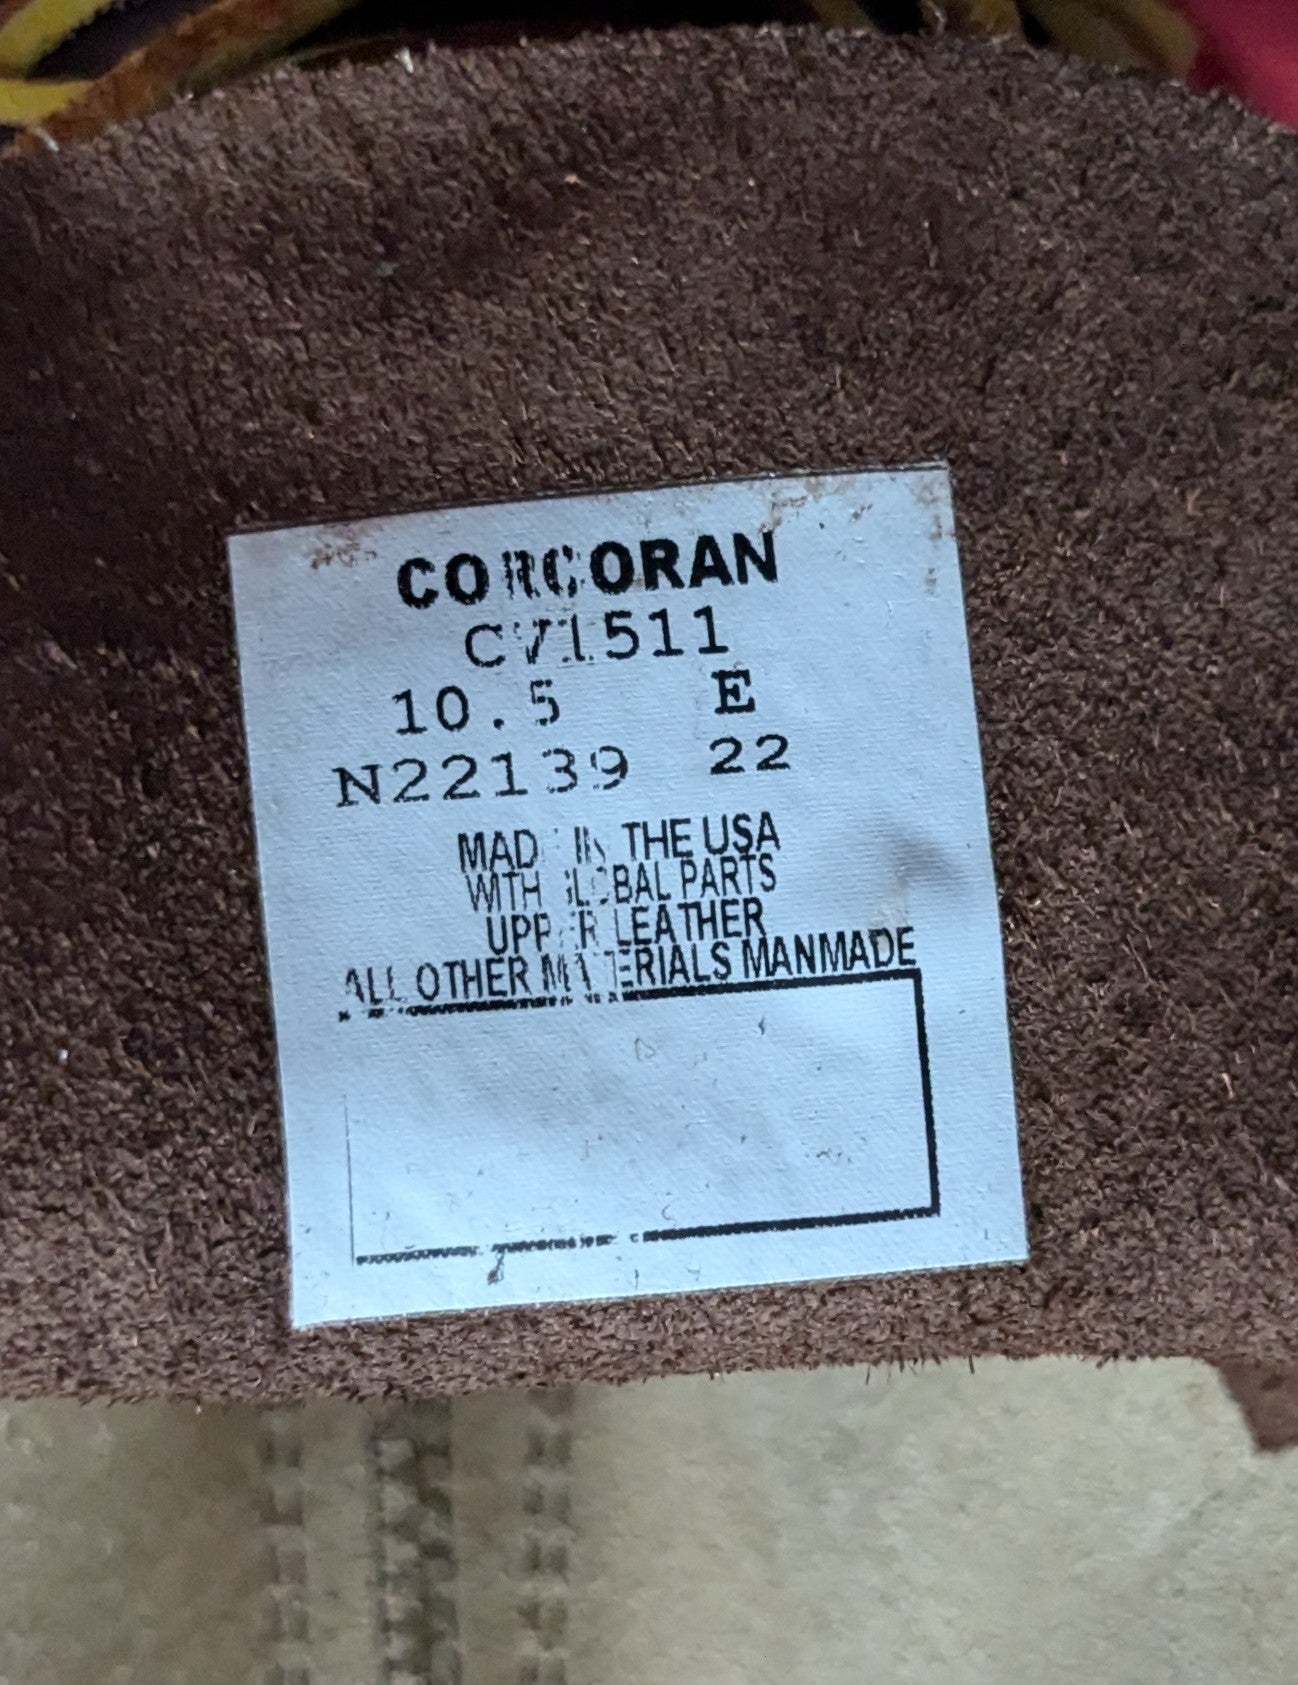 CORCORAN
CV1511
10.5 E
N22139 22
MADE IN THE USA
WITH GLOBAL PARTS
UPPER LEATHER
ALL OTHER MATERIALS MANMADE